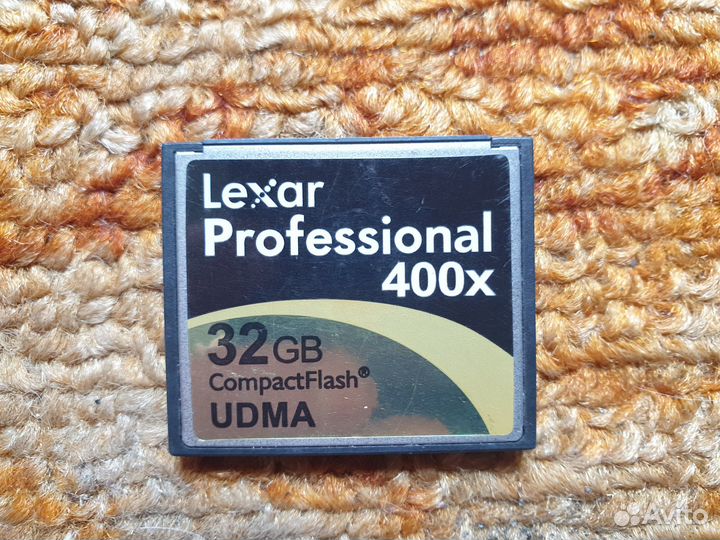 Lexar
Professional
400x
32GB
CompactFlash®
UDMA
Avito